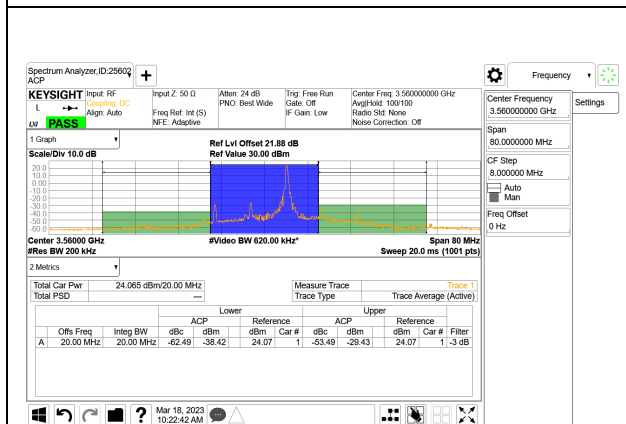 Spectrum Analyzer,ID:25602
ACP
Frequency
KEYSIGHT Input: RF Input Z: 50 Ω Atten: 24 dB Trig: Free Run Center Freq: 3.560000000 GHz
L Coupling: DC PNO: Best Wide Gate: Off Avg|Hold: 100/100
Align: Auto Freq Ref: Int (S) IF Gain: Low Radio Std: None
LXI PASS NFE: Adaptive Noise Correction: Off
Center Frequency
3.560000000 GHz
Settings
Span
80.0000000 MHz
CF Step
8.000000 MHz
Auto
Man
Freq Offset
0 Hz
1 Graph
Ref Lvl Offset 21.88 dB
Scale/Div 10.0 dB Ref Value 30.00 dBm
20.0
10.0
0.00
-10.0
-20.0
-30.0
-40.0
-50.0
-60.0
Center 3.56000 GHz #Video BW 620.00 kHz* Span 80 MHz
#Res BW 200 kHz Sweep 20.0 ms (1001 pts)
2 Metrics
Total Car Pwr 24.065 dBm/20.00 MHz Measure Trace Trace 1
Total PSD --- Trace Type Trace Average (Active)
Lower Upper
ACP Reference ACP Reference
Offs Freq Integ BW dBc dBm dBm Car # dBc dBm dBm Car # Filter
A 20.00 MHz 20.00 MHz -62.49 -38.42 24.07 1 -53.49 -29.43 24.07 1 -3 dB
? Mar 18, 2023
10:22:42 AM